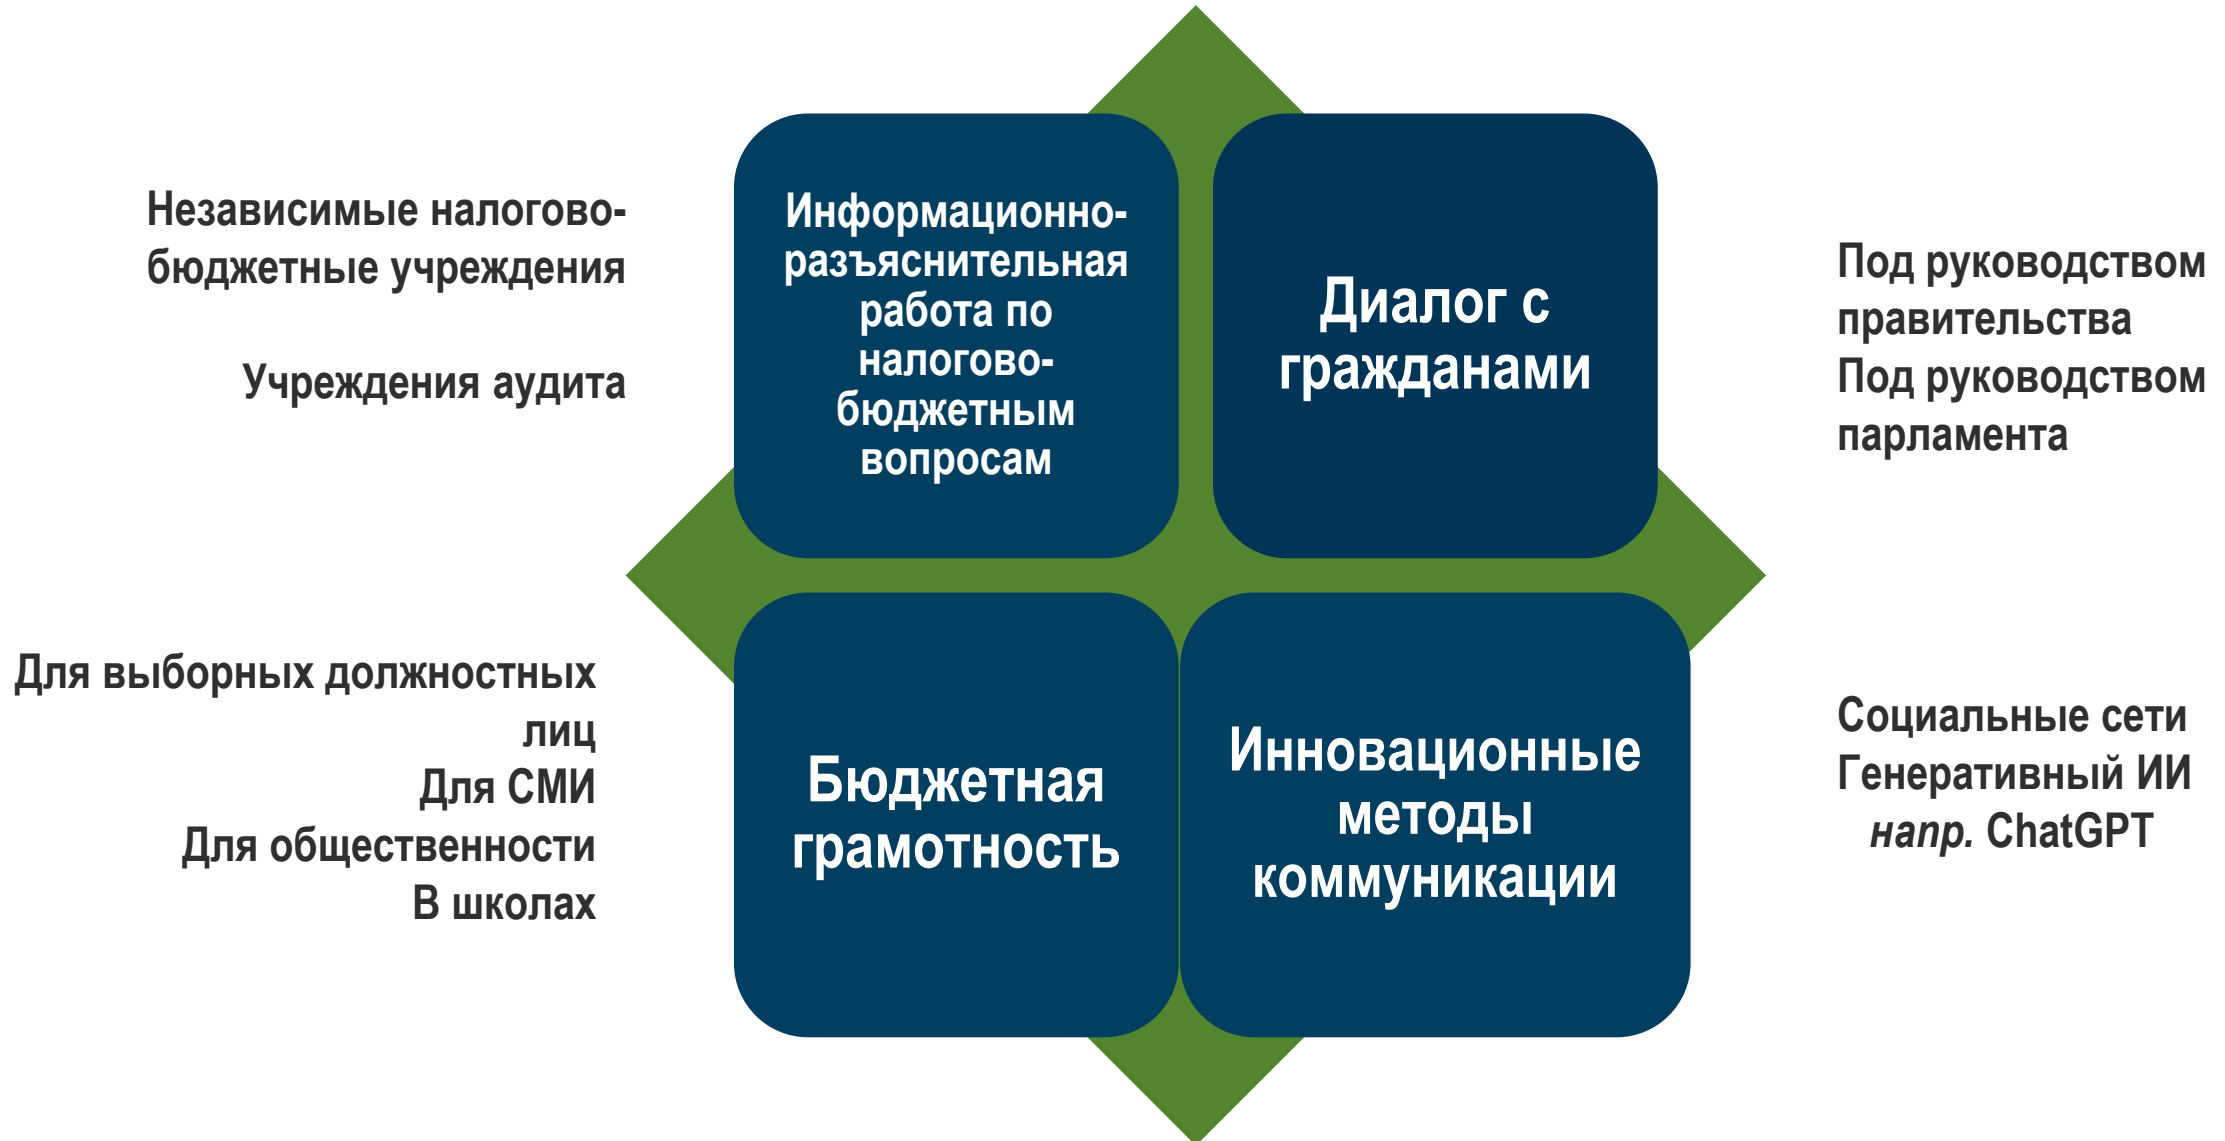 Независимые налогово-
бюджетные учреждения
Учреждения аудита
Информационно-
разъяснительная
работа по
налогово-
бюджетным
вопросам
Диалог с
гражданами
Под руководством
правительства
Под руководством
парламента
Для выборных должностных
лиц
Для СМИ
Для общественности
В школах
Бюджетная
грамотность
Инновационные
методы
коммуникации
Социальные сети
Генеративный ИИ
напр. ChatGPT